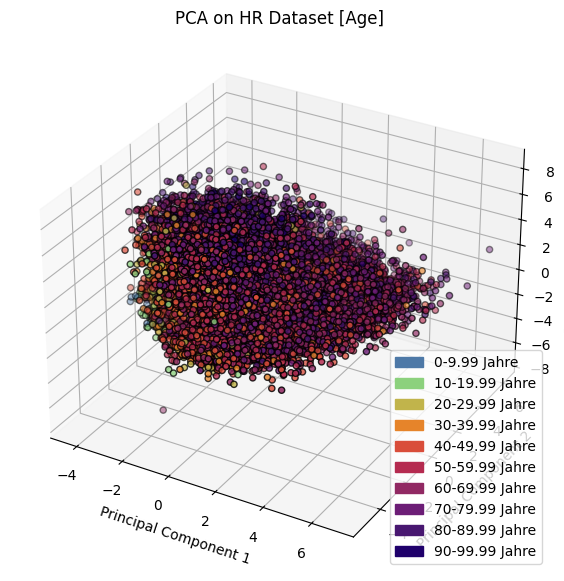 PCA on HR Dataset [Age]
8
6
4
2
0
−2
−4
−6
−8
0-9.99 Jahre
10-19.99 Jahre
20-29.99 Jahre
30-39.99 Jahre
40-49.99 Jahre
50-59.99 Jahre
60-69.99 Jahre
70-79.99 Jahre
80-89.99 Jahre
90-99.99 Jahre
−4
−2
0
2
4
6
Principal Component 1
Principal Component 2